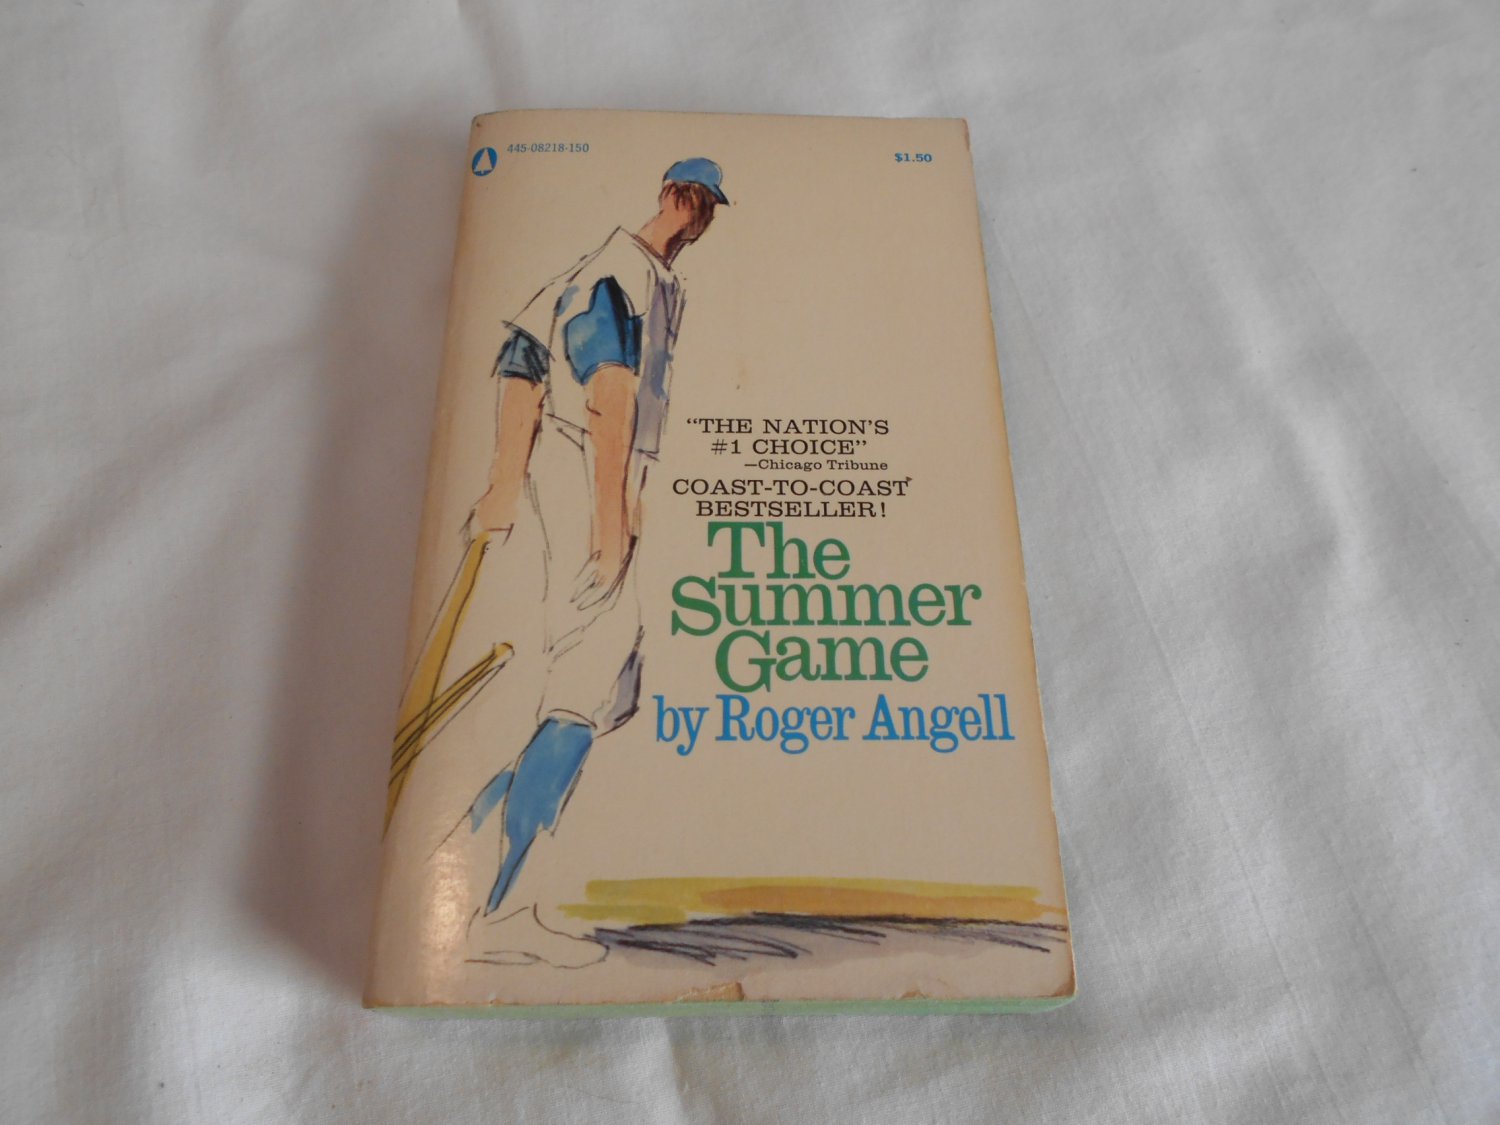 445-08218-150
$1.50
“THE NATION’S
#1 CHOICE”
—Chicago Tribune
COAST-TO-COAST
BESTSELLER!
The
Summer
Game
by Roger Angell